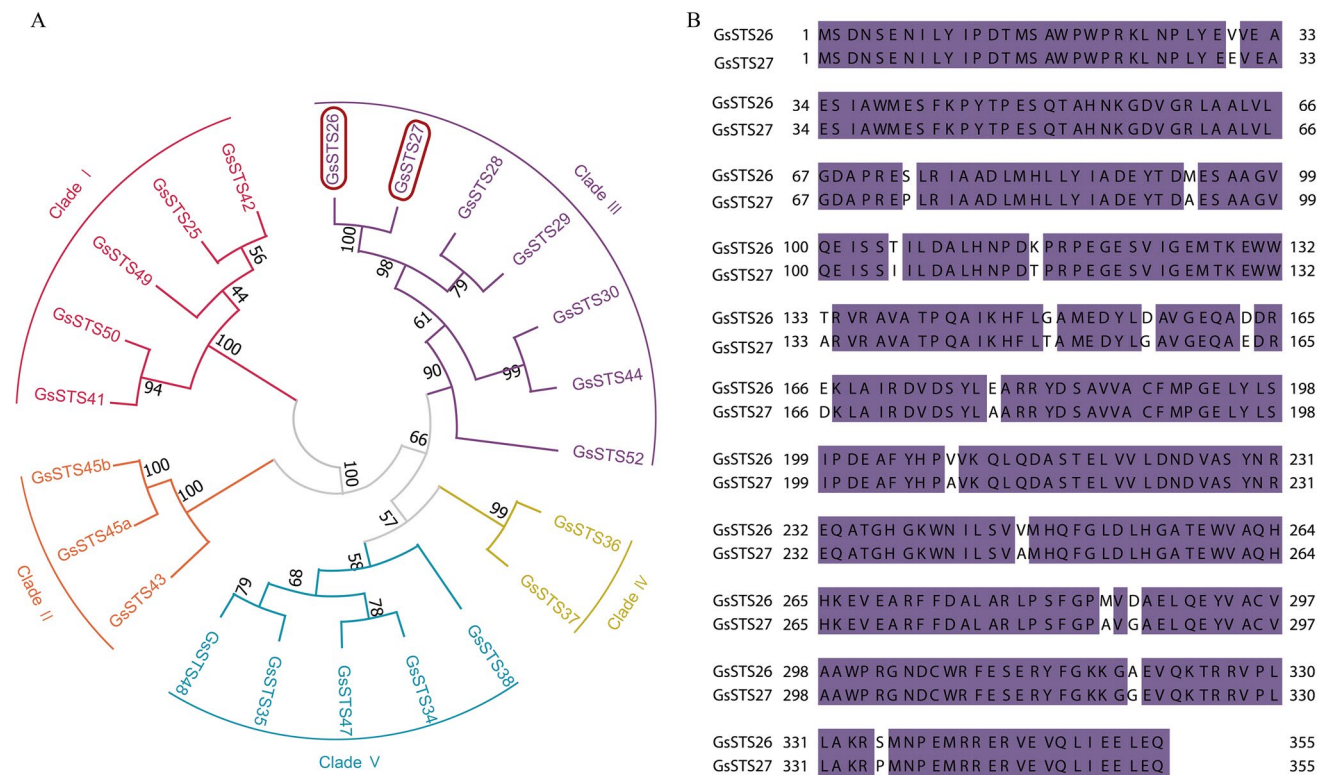 A
Clade I
GsSTS42
GsSTS25
GsSTS49
GsSTS50
GsSTS41
56
44
100
94
GsSTS26
GsSTS27
GsSTS28
GsSTS29
GsSTS30
GsSTS44
GsSTS52
Clade III
100
98
79
61
99
90
66
100
57
GsSTS45b
GsSTS45a
GsSTS43
Clade II
100
100
GsSTS36
GsSTS37
Clade IV
99
58
68
79
78
GsSTS48
GsSTS35
GsSTS47
GsSTS34
GsSTS38
Clade V
B
GsSTS26 1 MSDNSENILYIPDTMSAWPWPRKLNPLYEVVEA 33
GsSTS27 1 MSDNSENILYIPDTMSAWPWPRKLNPLYEEVEA 33
GsSTS26 34 ESIAWMESFKPYTPESQTAHNKGDVGRLAALVL 66
GsSTS27 34 ESIAWMESFKPYTPESQTAHNKGDVGRLAALVL 66
GsSTS26 67 GDAPRESLRIAADLMHLLYIADEYTDMESAAGV 99
GsSTS27 67 GDAPREPLRIAADLMHLLYIADEYTDAESAAGV 99
GsSTS26 100 QEISSTILDALHNPDKPRPEGESVIGEMTKEWW 132
GsSTS27 100 QEISSIILDALHNPDTPRPEGESVIGEMTKEWW 132
GsSTS26 133 TRVRAVATPQAIKHFLGAMEDYLDAVGEQADDR 165
GsSTS27 133 ARVRAVATPQAIKHFLTAMEDYLGAVGEQAEDR 165
GsSTS26 166 EKLAIRDVDSYLEARRYDSAVVACFMPGELYLS 198
GsSTS27 166 DKLAIRDVDSYLAARRYDSAVVACFMPGELYLS 198
GsSTS26 199 IPDEAFYHPVVKQLQDASTELVVLDNDVASYNR 231
GsSTS27 199 IPDEAFYHPAVKQLQDASTELVVLDNDVASYNR 231
GsSTS26 232 EQATGHGKWNILSVVMHQFGLDLHGATEWVAQH 264
GsSTS27 232 EQATGHGKWNILSVAMHQFGLDLHGATEWVAQH 264
GsSTS26 265 HKEVEARFFDALARLPSFGPMVDAELQEYVACV 297
GsSTS27 265 HKEVEARFFDALARLPSFGPAVGAELQEYVACV 297
GsSTS26 298 AAWPRGNDCWRFESERYFGKKGAEVQKTRRVPL 330
GsSTS27 298 AAWPRGNDCWRFESERYFGKKGGEVQKTRRVPL 330
GsSTS26 331 LAKRSMNPEMRRERVEVQLIEELEQ 355
GsSTS27 331 LAKRPMNPEMRRERVEVQLIEELEQ 355